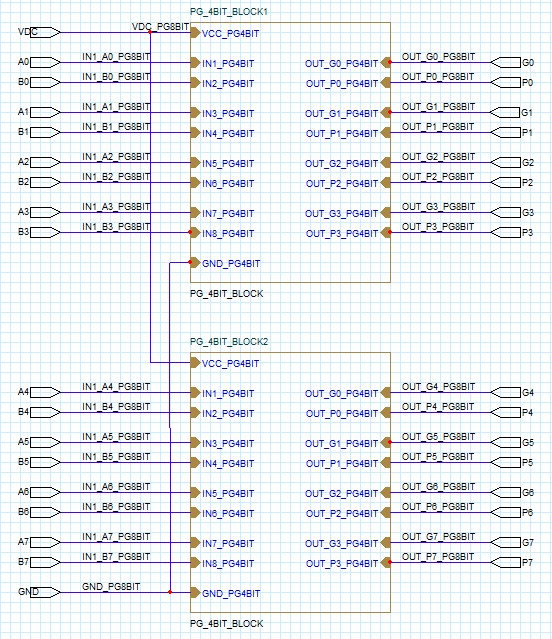 PG_4BIT_BLOCK1
VDC VDC_PG8BIT VCC_PG4BIT
A0 IN1_A0_PG8BIT IN1_PG4BIT OUT_G0_PG4BIT OUT_G0_PG8BIT G0
B0 IN1_B0_PG8BIT IN2_PG4BIT OUT_P0_PG4BIT OUT_P0_PG8BIT P0
A1 IN1_A1_PG8BIT IN3_PG4BIT OUT_G1_PG4BIT OUT_G1_PG8BIT G1
B1 IN1_B1_PG8BIT IN4_PG4BIT OUT_P1_PG4BIT OUT_P1_PG8BIT P1
A2 IN1_A2_PG8BIT IN5_PG4BIT OUT_G2_PG4BIT OUT_G2_PG8BIT G2
B2 IN1_B2_PG8BIT IN6_PG4BIT OUT_P2_PG4BIT OUT_P2_PG8BIT P2
A3 IN1_A3_PG8BIT IN7_PG4BIT OUT_G3_PG4BIT OUT_G3_PG8BIT G3
B3 IN1_B3_PG8BIT IN8_PG4BIT OUT_P3_PG4BIT OUT_P3_PG8BIT P3
GND_PG4BIT
PG_4BIT_BLOCK
PG_4BIT_BLOCK2
VCC_PG4BIT
A4 IN1_A4_PG8BIT IN1_PG4BIT OUT_G0_PG4BIT OUT_G4_PG8BIT G4
B4 IN1_B4_PG8BIT IN2_PG4BIT OUT_P0_PG4BIT OUT_P4_PG8BIT P4
A5 IN1_A5_PG8BIT IN3_PG4BIT OUT_G1_PG4BIT OUT_G5_PG8BIT G5
B5 IN1_B5_PG8BIT IN4_PG4BIT OUT_P1_PG4BIT OUT_P5_PG8BIT P5
A6 IN1_A6_PG8BIT IN5_PG4BIT OUT_G2_PG4BIT OUT_G6_PG8BIT G6
B6 IN1_B6_PG8BIT IN6_PG4BIT OUT_P2_PG4BIT OUT_P6_PG8BIT P6
A7 IN1_A7_PG8BIT IN7_PG4BIT OUT_G3_PG4BIT OUT_G7_PG8BIT G7
B7 IN1_B7_PG8BIT IN8_PG4BIT OUT_P3_PG4BIT OUT_P7_PG8BIT P7
GND GND_PG8BIT GND_PG4BIT
PG_4BIT_BLOCK